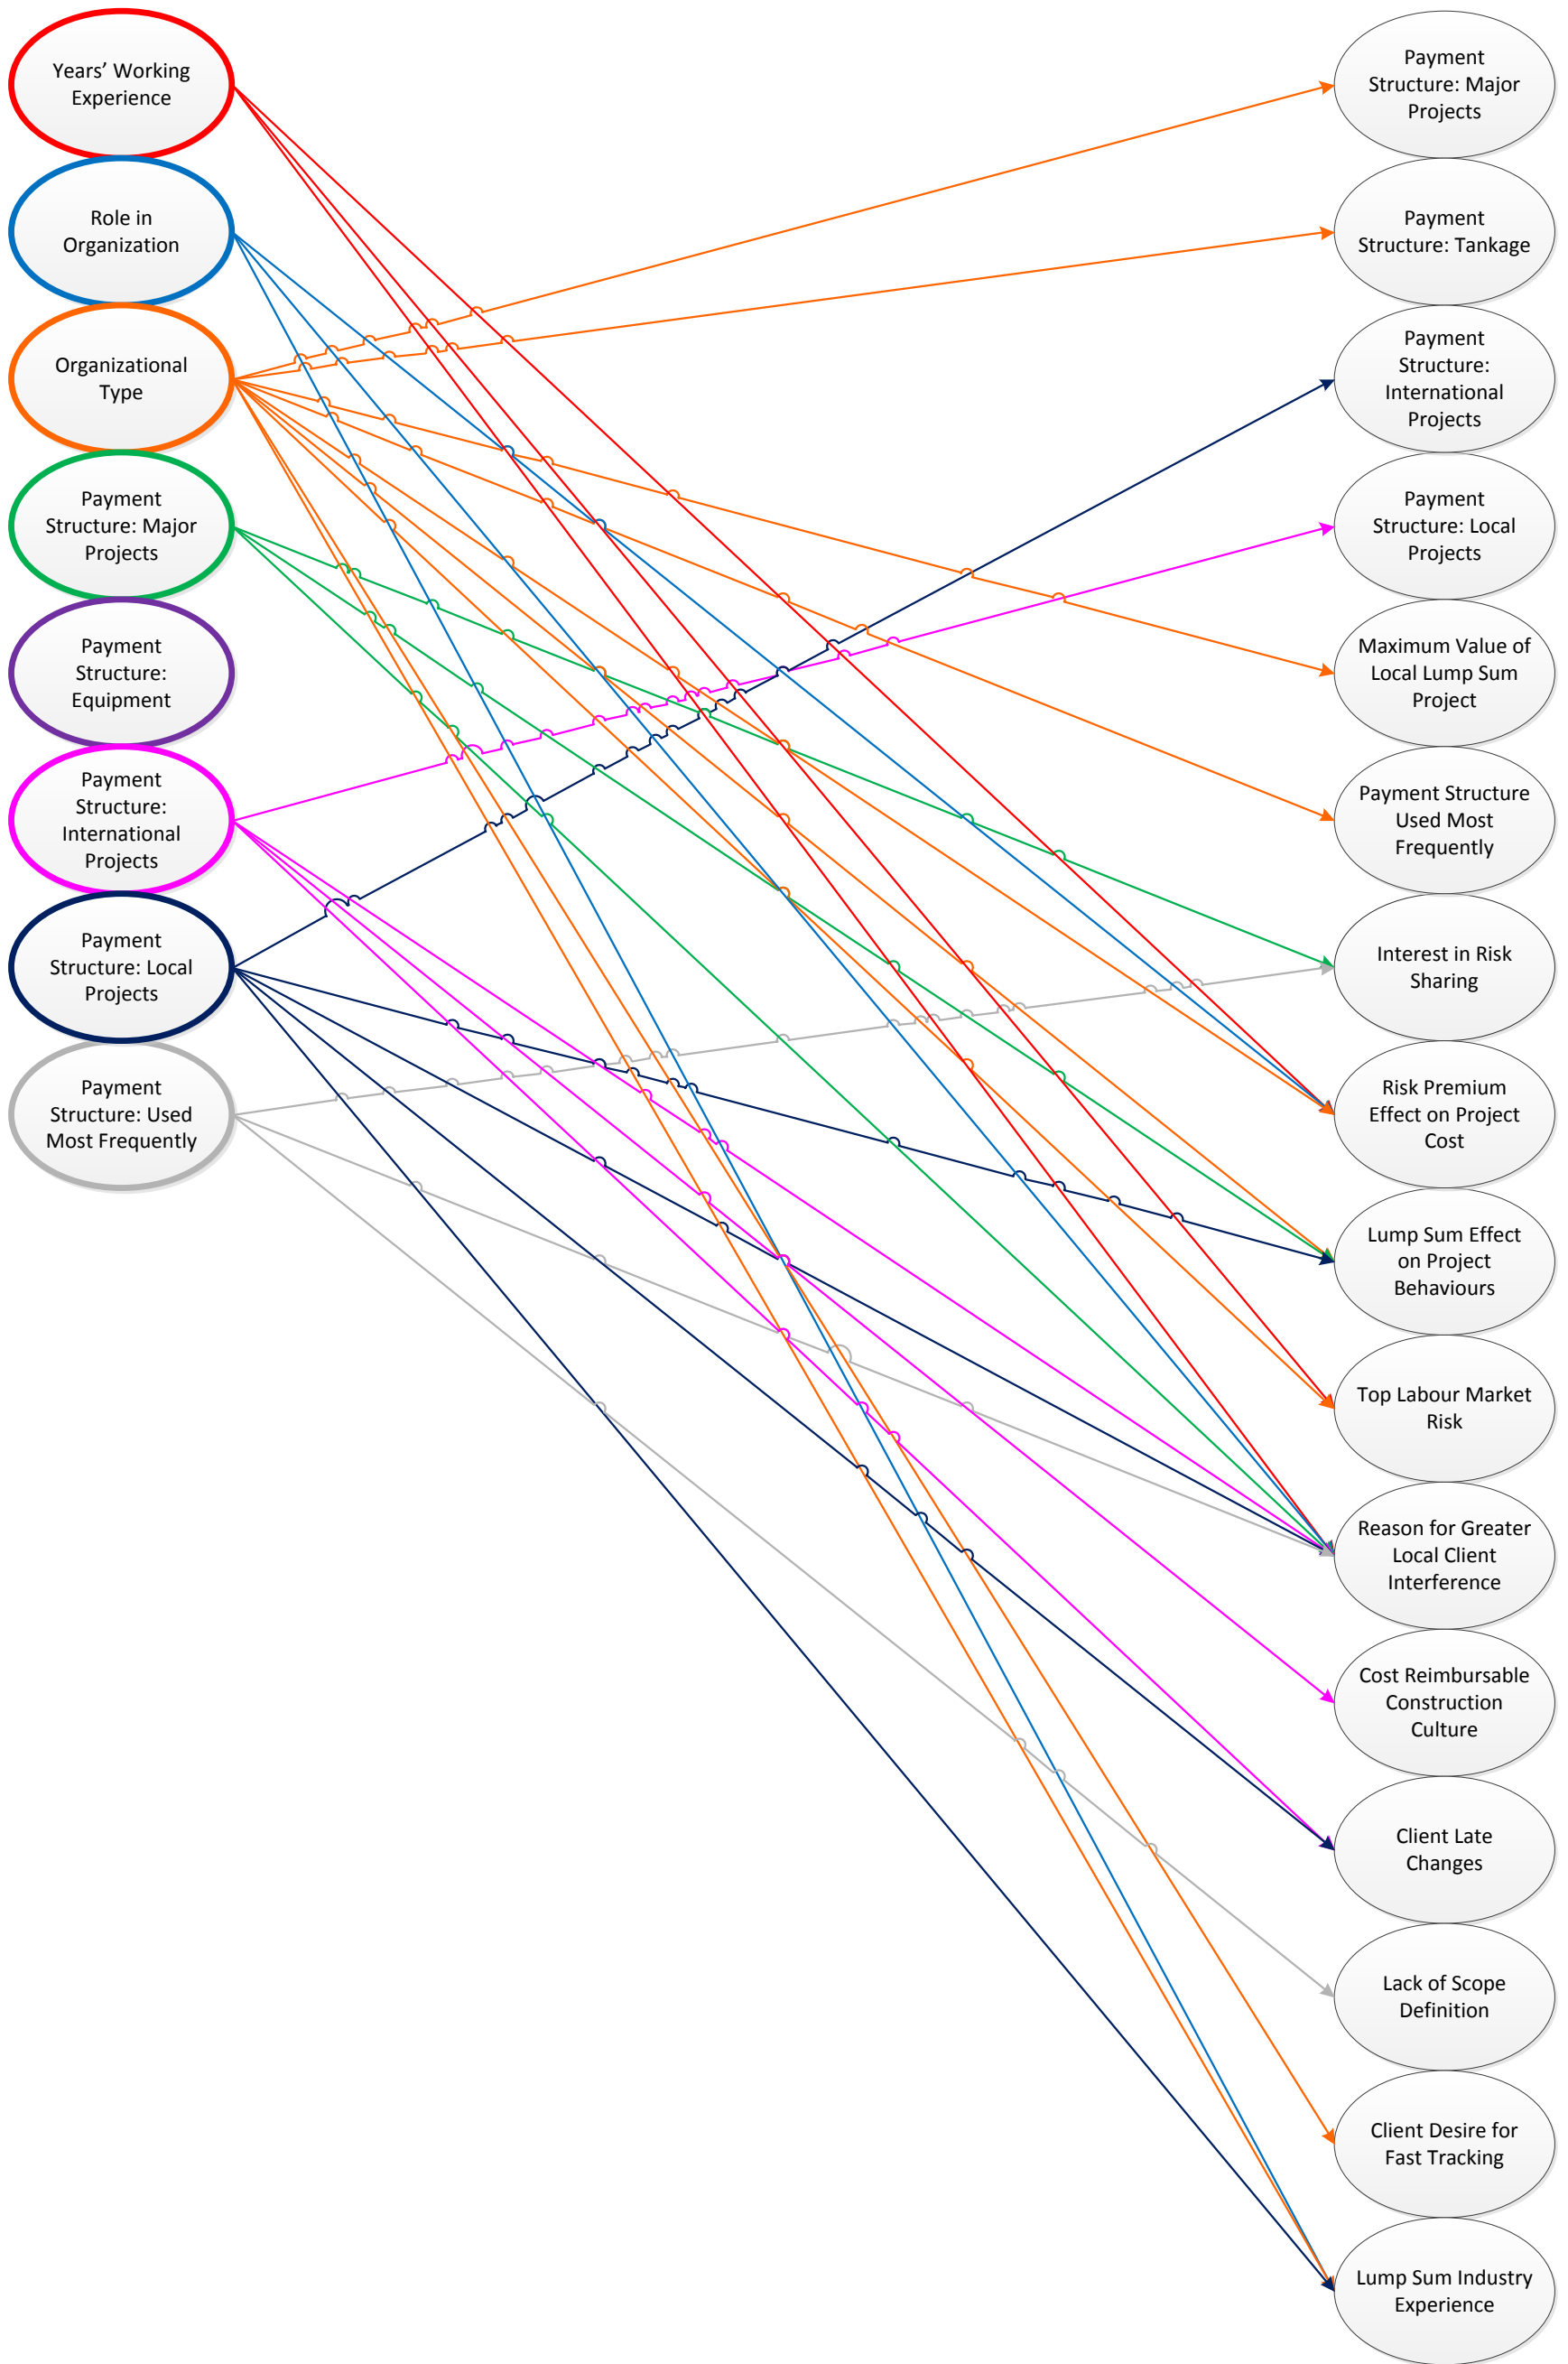 Years’ Working
Experience
Role in
Organization
Organizational
Type
Payment
Structure: Major
Projects
Payment
Structure:
Equipment
Payment
Structure:
International
Projects
Payment
Structure: Local
Projects
Payment
Structure: Used
Most Frequently
Payment
Structure: Major
Projects
Payment
Structure: Tankage
Payment
Structure:
International
Projects
Payment
Structure: Local
Projects
Maximum Value of
Local Lump Sum
Project
Payment Structure
Used Most
Frequently
Interest in Risk
Sharing
Risk Premium
Effect on Project
Cost
Lump Sum Effect
on Project
Behaviours
Top Labour Market
Risk
Reason for Greater
Local Client
Interference
Cost Reimbursable
Construction
Culture
Client Late
Changes
Lack of Scope
Definition
Client Desire for
Fast Tracking
Lump Sum Industry
Experience